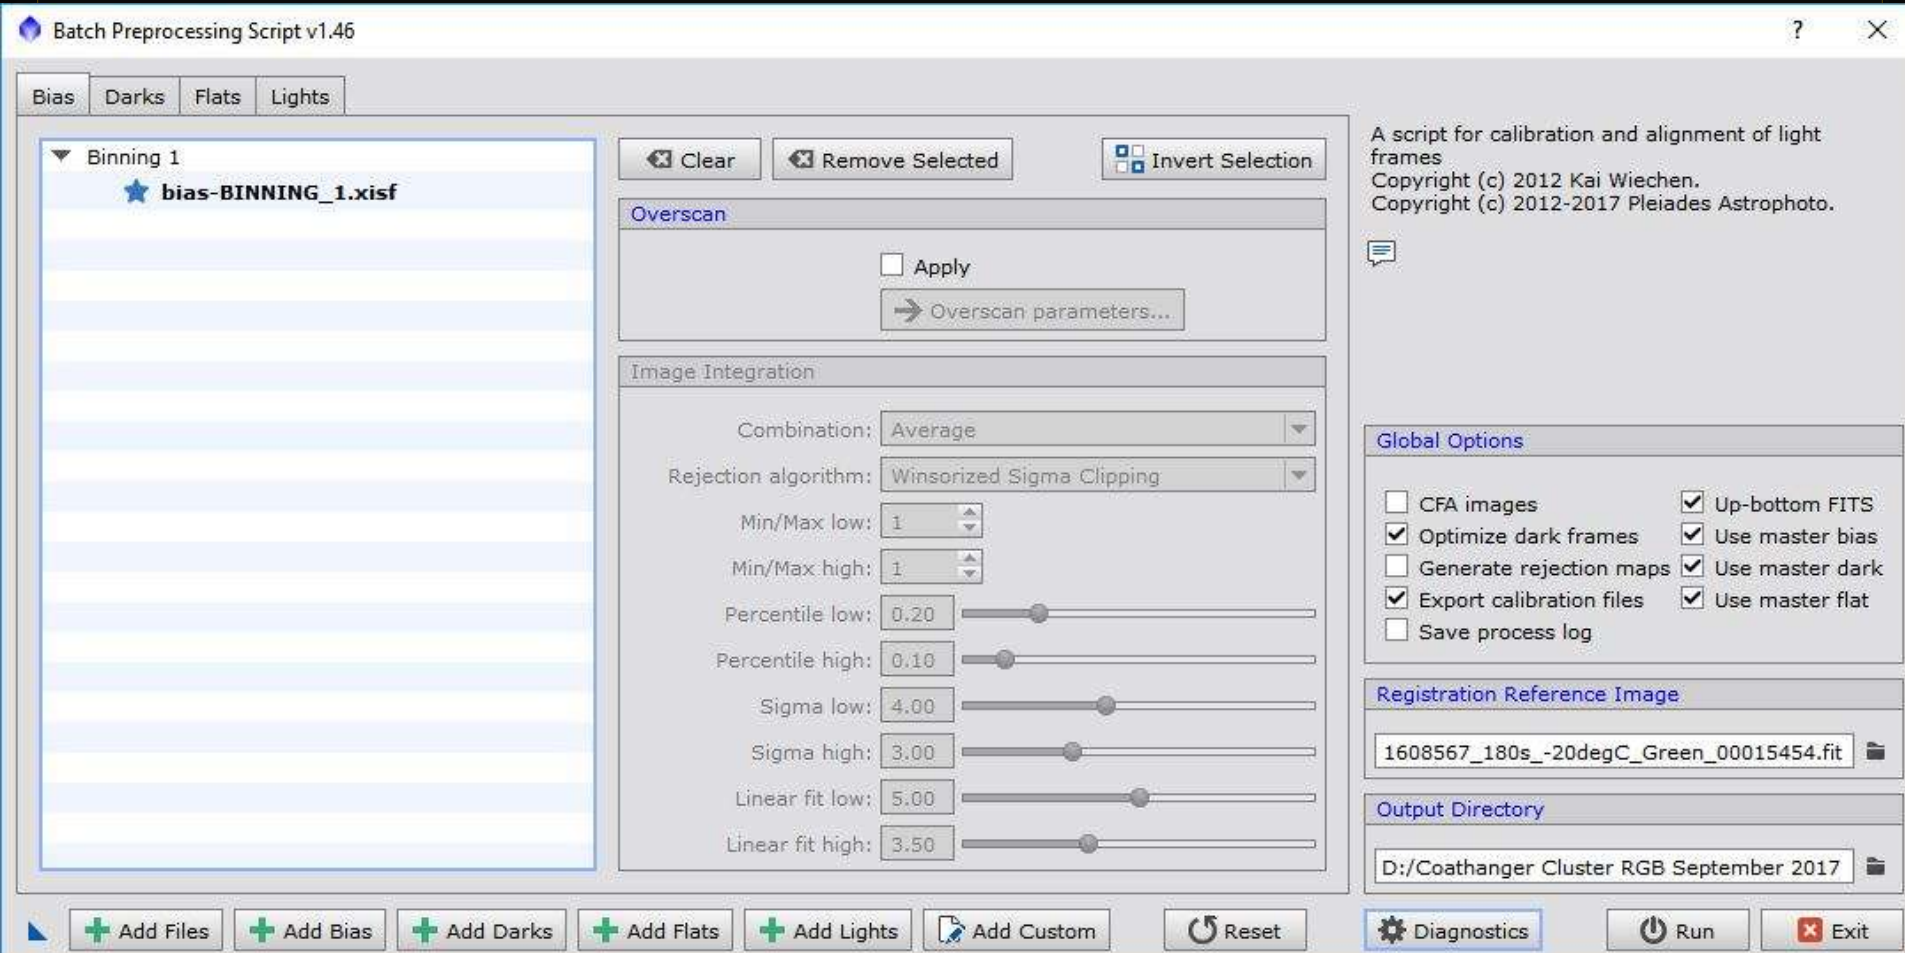 Batch Preprocessing Script v1.46
?
Bias Darks Flats Lights
Binning 1
bias-BINNING_1.xisf
Clear
Remove Selected
Invert Selection
Overscan
Apply
Overscan parameters...
Image Integration
Combination: Average
Rejection algorithm: Winsorized Sigma Clipping
Min/Max low: 1
Min/Max high: 1
Percentile low: 0.20
Percentile high: 0.10
Sigma low: 4.00
Sigma high: 3.00
Linear fit low: 5.00
Linear fit high: 3.50
A script for calibration and alignment of light
frames
Copyright (c) 2012 Kai Wiechen.
Copyright (c) 2012-2017 Pleiades Astrophoto.
Global Options
CFA images
Up-bottom FITS
Optimize dark frames
Use master bias
Generate rejection maps
Use master dark
Export calibration files
Use master flat
Save process log
Registration Reference Image
1608567_180s_-20degC_Green_00015454.fit
Output Directory
D:/Coathanger Cluster RGB September 2017
Add Files
Add Bias
Add Darks
Add Flats
Add Lights
Add Custom
Reset
Diagnostics
Run
Exit